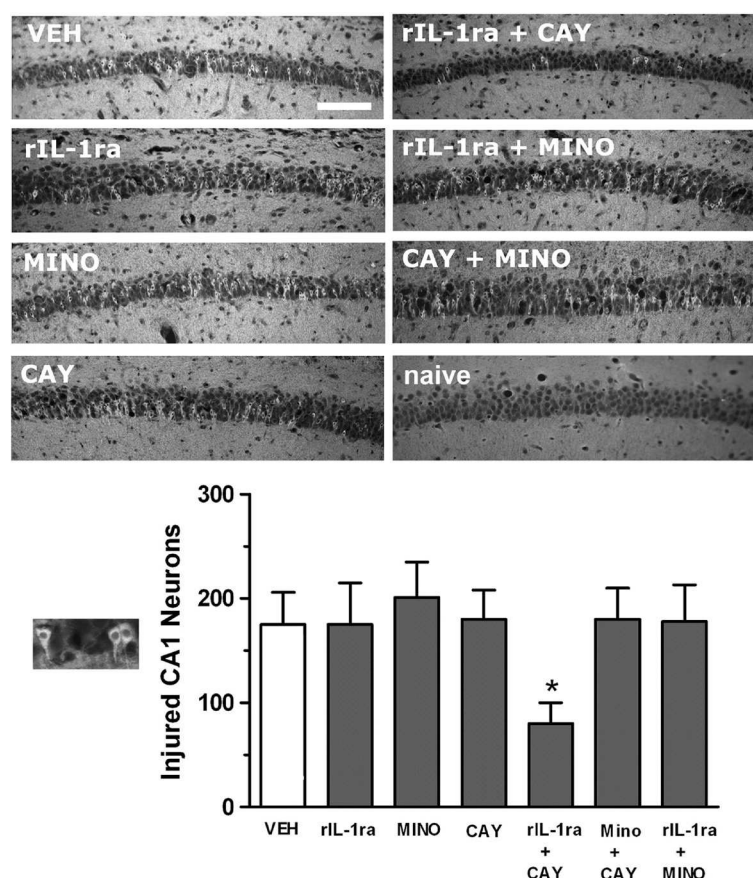 VEH
rIL-1ra + CAY
rIL-1ra
rIL-1ra + MINO
MINO
CAY + MINO
CAY
naive
300
200
100
0
Injured CA1 Neurons
*
VEH rIL-1ra MINO CAY rIL-1ra Mino rIL-1ra
+ + +
CAY CAY MINO